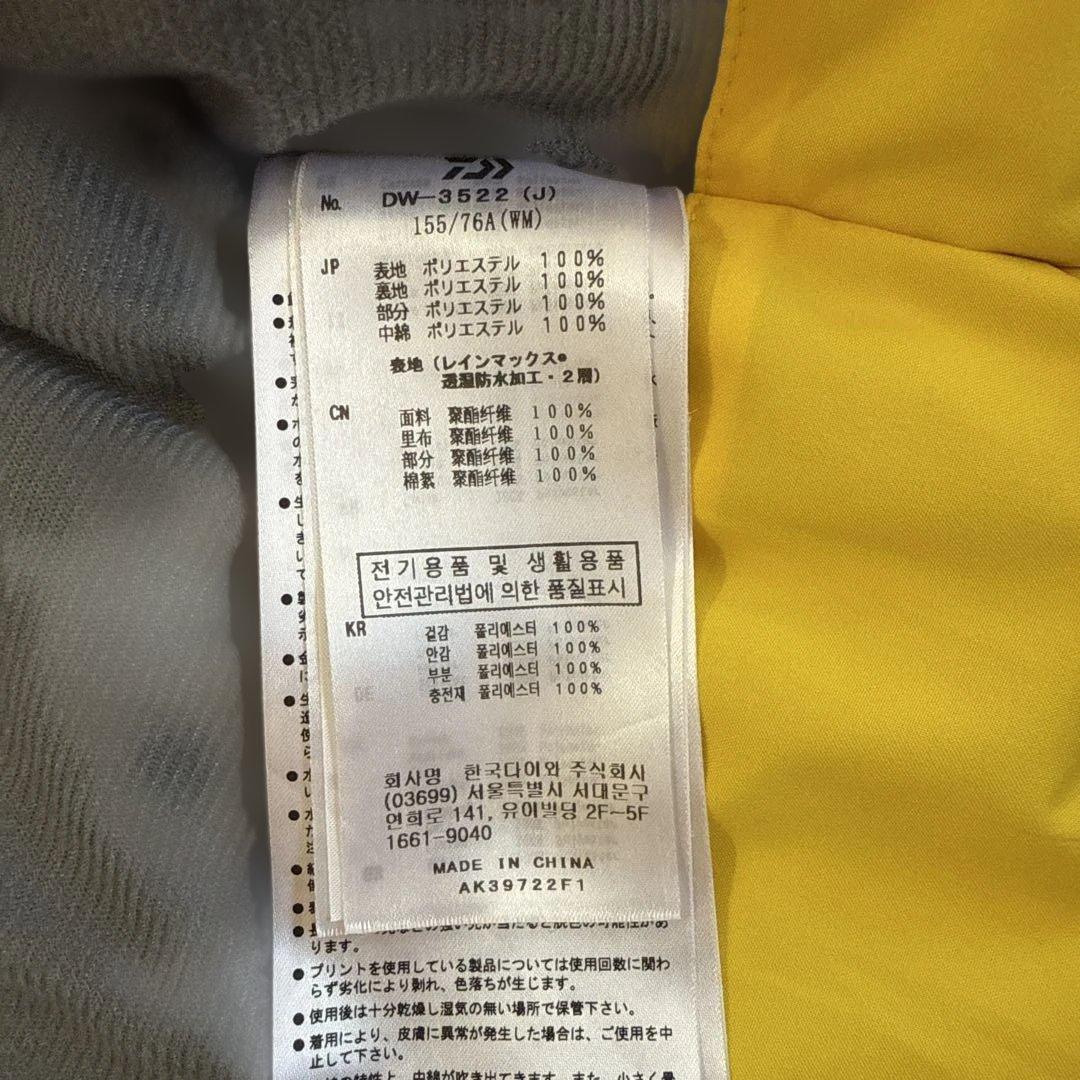 No. DW-3522 (J)
155/76A(WM)
JP 表地 ポリエステル 100%
裏地 ポリエステル 100%
部分 ポリエステル 100%
中綿 ポリエステル 100%
表地(レインマックス®
透湿防水加工・2層)
CN 面料 聚酯纤维 100%
里布 聚酯纤维 100%
部分 聚酯纤维 100%
棉絮 聚酯纤维 100%
전기용품 및 생활용품
안전관리법에 의한 품질표시
KR 겉감 폴리에스터 100%
안감 폴리에스터 100%
부분 폴리에스터 100%
충전재 폴리에스터 100%
회사명 한국다이와 주식회사
(03699) 서울특별시 서대문구
연희로 141, 유이빌딩 2F~5F
1661-9040
MADE IN CHINA
AK39722F1
ります。
●プリントを使用している製品については使用回数に関わ
らず劣化により剥れ、色落ちが生じます。
●使用後は十分乾燥し湿気の無い場所で保管下さい。
●着用により、皮膚に異常が発生した場合は、ご使用を中
止して下さい。